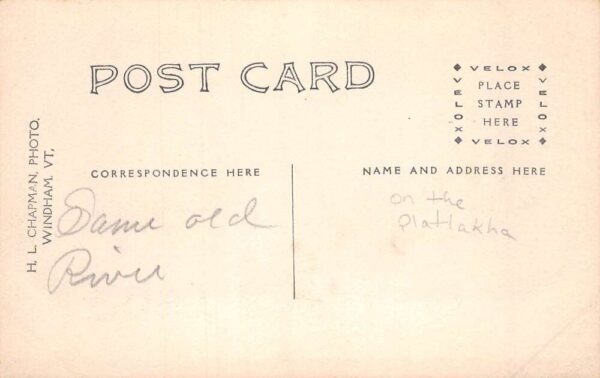 POST CARD
VELOX
VELOX
PLACE
STAMP
HERE
VELOX
VELOX
H. L. CHAPMAN, PHOTO.
WINDHAM. VT,
CORRESPONDENCE HERE
NAME AND ADDRESS HERE
Same old
River
on the
Plattakha